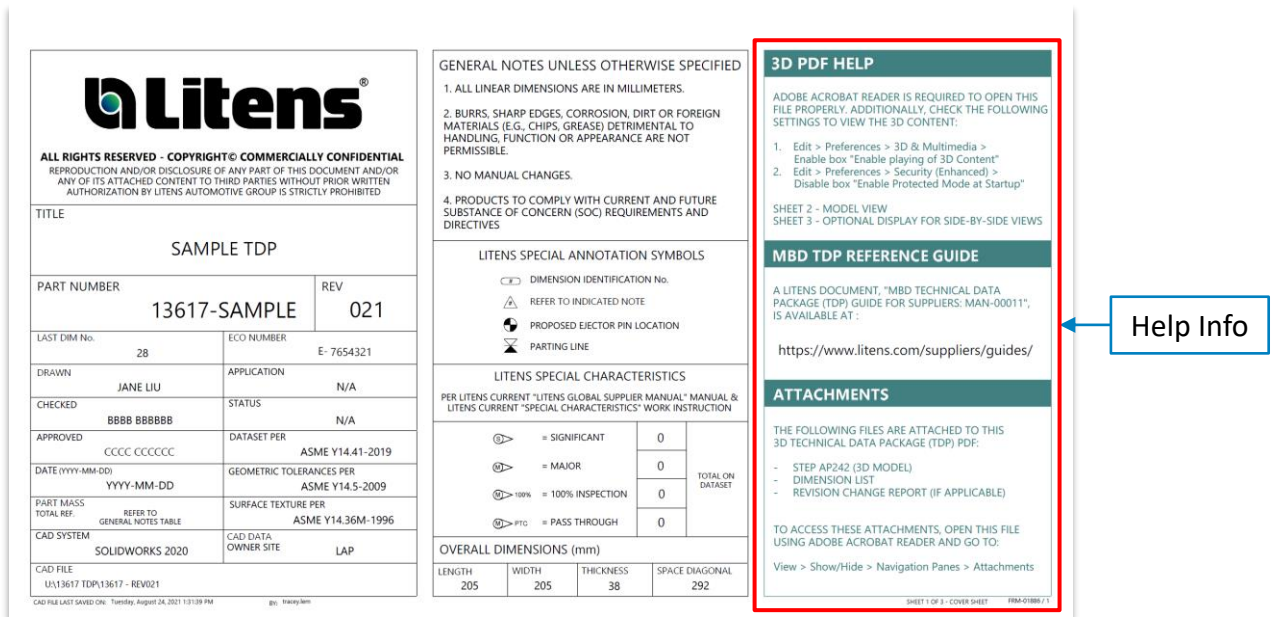 Litens®
ALL RIGHTS RESERVED - COPYRIGHT© COMMERCIALLY CONFIDENTIAL
REPRODUCTION AND/OR DISCLOSURE OF ANY PART OF THIS DOCUMENT AND/OR
ANY OF ITS ATTACHED CONTENT TO THIRD PARTIES WITHOUT PRIOR WRITTEN
AUTHORIZATION BY LITENS AUTOMOTIVE GROUP IS STRICTLY PROHIBITED
TITLE
SAMPLE TDP
PART NUMBER
13617-SAMPLE
REV
021
LAST DIM No.
28
ECO NUMBER
E- 7654321
DRAWN
JANE LIU
APPLICATION
N/A
CHECKED
BBBB BBBBBB
STATUS
N/A
APPROVED
CCCC CCCCCC
DATASET PER
ASME Y14.41-2019
DATE (YYYY-MM-DD)
YYYY-MM-DD
GEOMETRIC TOLERANCES PER
ASME Y14.5-2009
PART MASS
TOTAL REF.
REFER TO
GENERAL NOTES TABLE
SURFACE TEXTURE PER
ASME Y14.36M-1996
CAD SYSTEM
SOLIDWORKS 2020
CAD DATA
OWNER SITE
LAP
CAD FILE
U:\13617 TDP\13617 - REV021
CAD FILE LAST SAVED ON: Tuesday, August 24, 2021 1:31:39 PM
BY: tracey.lem
GENERAL NOTES UNLESS OTHERWISE SPECIFIED
1. ALL LINEAR DIMENSIONS ARE IN MILLIMETERS.
2. BURRS, SHARP EDGES, CORROSION, DIRT OR FOREIGN
MATERIALS (E.G., CHIPS, GREASE) DETRIMENTAL TO
HANDLING, FUNCTION OR APPEARANCE ARE NOT
PERMISSIBLE.
3. NO MANUAL CHANGES.
4. PRODUCTS TO COMPLY WITH CURRENT AND FUTURE
SUBSTANCE OF CONCERN (SOC) REQUIREMENTS AND
DIRECTIVES
LITENS SPECIAL ANNOTATION SYMBOLS
# DIMENSION IDENTIFICATION No.
# REFER TO INDICATED NOTE
PROPOSED EJECTOR PIN LOCATION
PARTING LINE
LITENS SPECIAL CHARACTERISTICS
PER LITENS CURRENT "LITENS GLOBAL SUPPLIER MANUAL" MANUAL &
LITENS CURRENT "SPECIAL CHARACTERISTICS" WORK INSTRUCTION
S = SIGNIFICANT 0
M = MAJOR 0
M 100% = 100% INSPECTION 0
M PTC = PASS THROUGH 0
TOTAL ON
DATASET
OVERALL DIMENSIONS (mm)
LENGTH WIDTH THICKNESS SPACE DIAGONAL
205 205 38 292
3D PDF HELP
ADOBE ACROBAT READER IS REQUIRED TO OPEN THIS
FILE PROPERLY. ADDITIONALLY, CHECK THE FOLLOWING
SETTINGS TO VIEW THE 3D CONTENT:
1. Edit > Preferences > 3D & Multimedia >
Enable box "Enable playing of 3D Content"
2. Edit > Preferences > Security (Enhanced) >
Disable box "Enable Protected Mode at Startup"
SHEET 2 - MODEL VIEW
SHEET 3 - OPTIONAL DISPLAY FOR SIDE-BY-SIDE VIEWS
MBD TDP REFERENCE GUIDE
A LITENS DOCUMENT, "MBD TECHNICAL DATA
PACKAGE (TDP) GUIDE FOR SUPPLIERS: MAN-00011",
IS AVAILABLE AT :
https://www.litens.com/suppliers/guides/
ATTACHMENTS
THE FOLLOWING FILES ARE ATTACHED TO THIS
3D TECHNICAL DATA PACKAGE (TDP) PDF:
- STEP AP242 (3D MODEL)
- DIMENSION LIST
- REVISION CHANGE REPORT (IF APPLICABLE)
TO ACCESS THESE ATTACHMENTS, OPEN THIS FILE
USING ADOBE ACROBAT READER AND GO TO:
View > Show/Hide > Navigation Panes > Attachments
SHEET 1 OF 3 - COVER SHEET
FRM-01886 / 1
Help Info